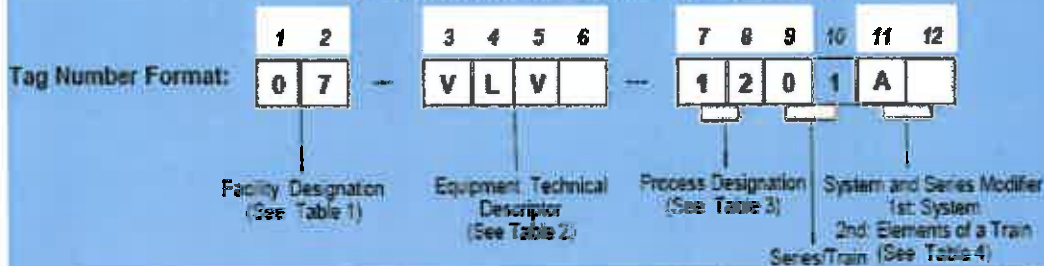 1 2 3 4 5 6 7 8 9 10 11 12
Tag Number Format: 0 7 - V L V - 1 2 0 1 A
Facility Designation
(See Table 1)
Equipment Technical
Descriptor
(See Table 2)
Process Designation
(See Table 3)
Series/Train
System and Series Modifier
1st: System
2nd: Elements of a Train
(See Table 4)